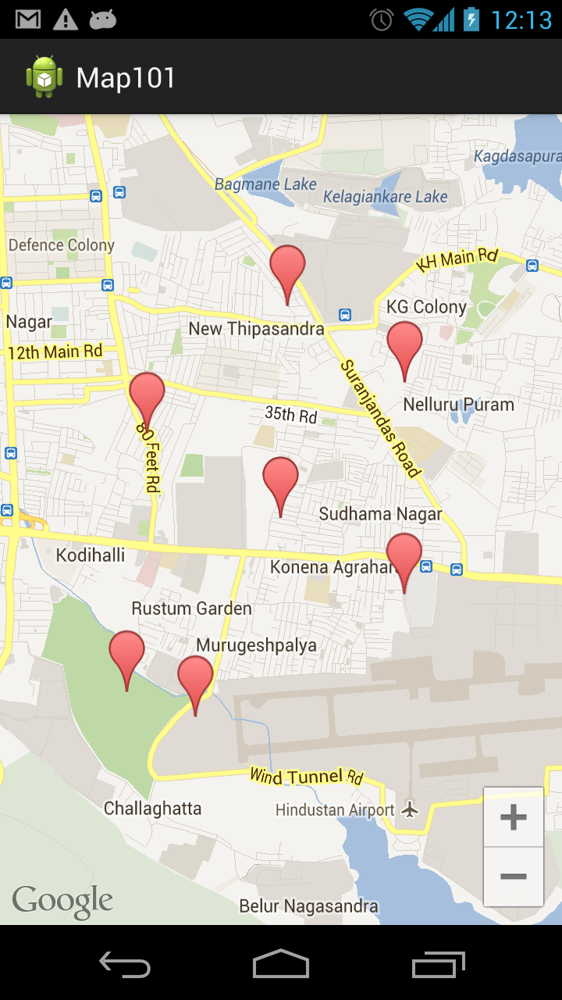 12:13
Map101
Kagdasapura
Bagmane Lake
Kelagiankare Lake
Defence Colony
KH Main Rd
KG Colony
Nagar
New Thipasandra
12th Main Rd
Suranjandas Road
Nelluru Puram
35th Rd
80 Feet Rd
Sudhama Nagar
Kodihalli
Konena Agrahar
Rustum Garden
Murugeshpalya
Wind Tunnel Rd
Challaghatta
Hindustan Airport
+
−
Google
Belur Nagasandra